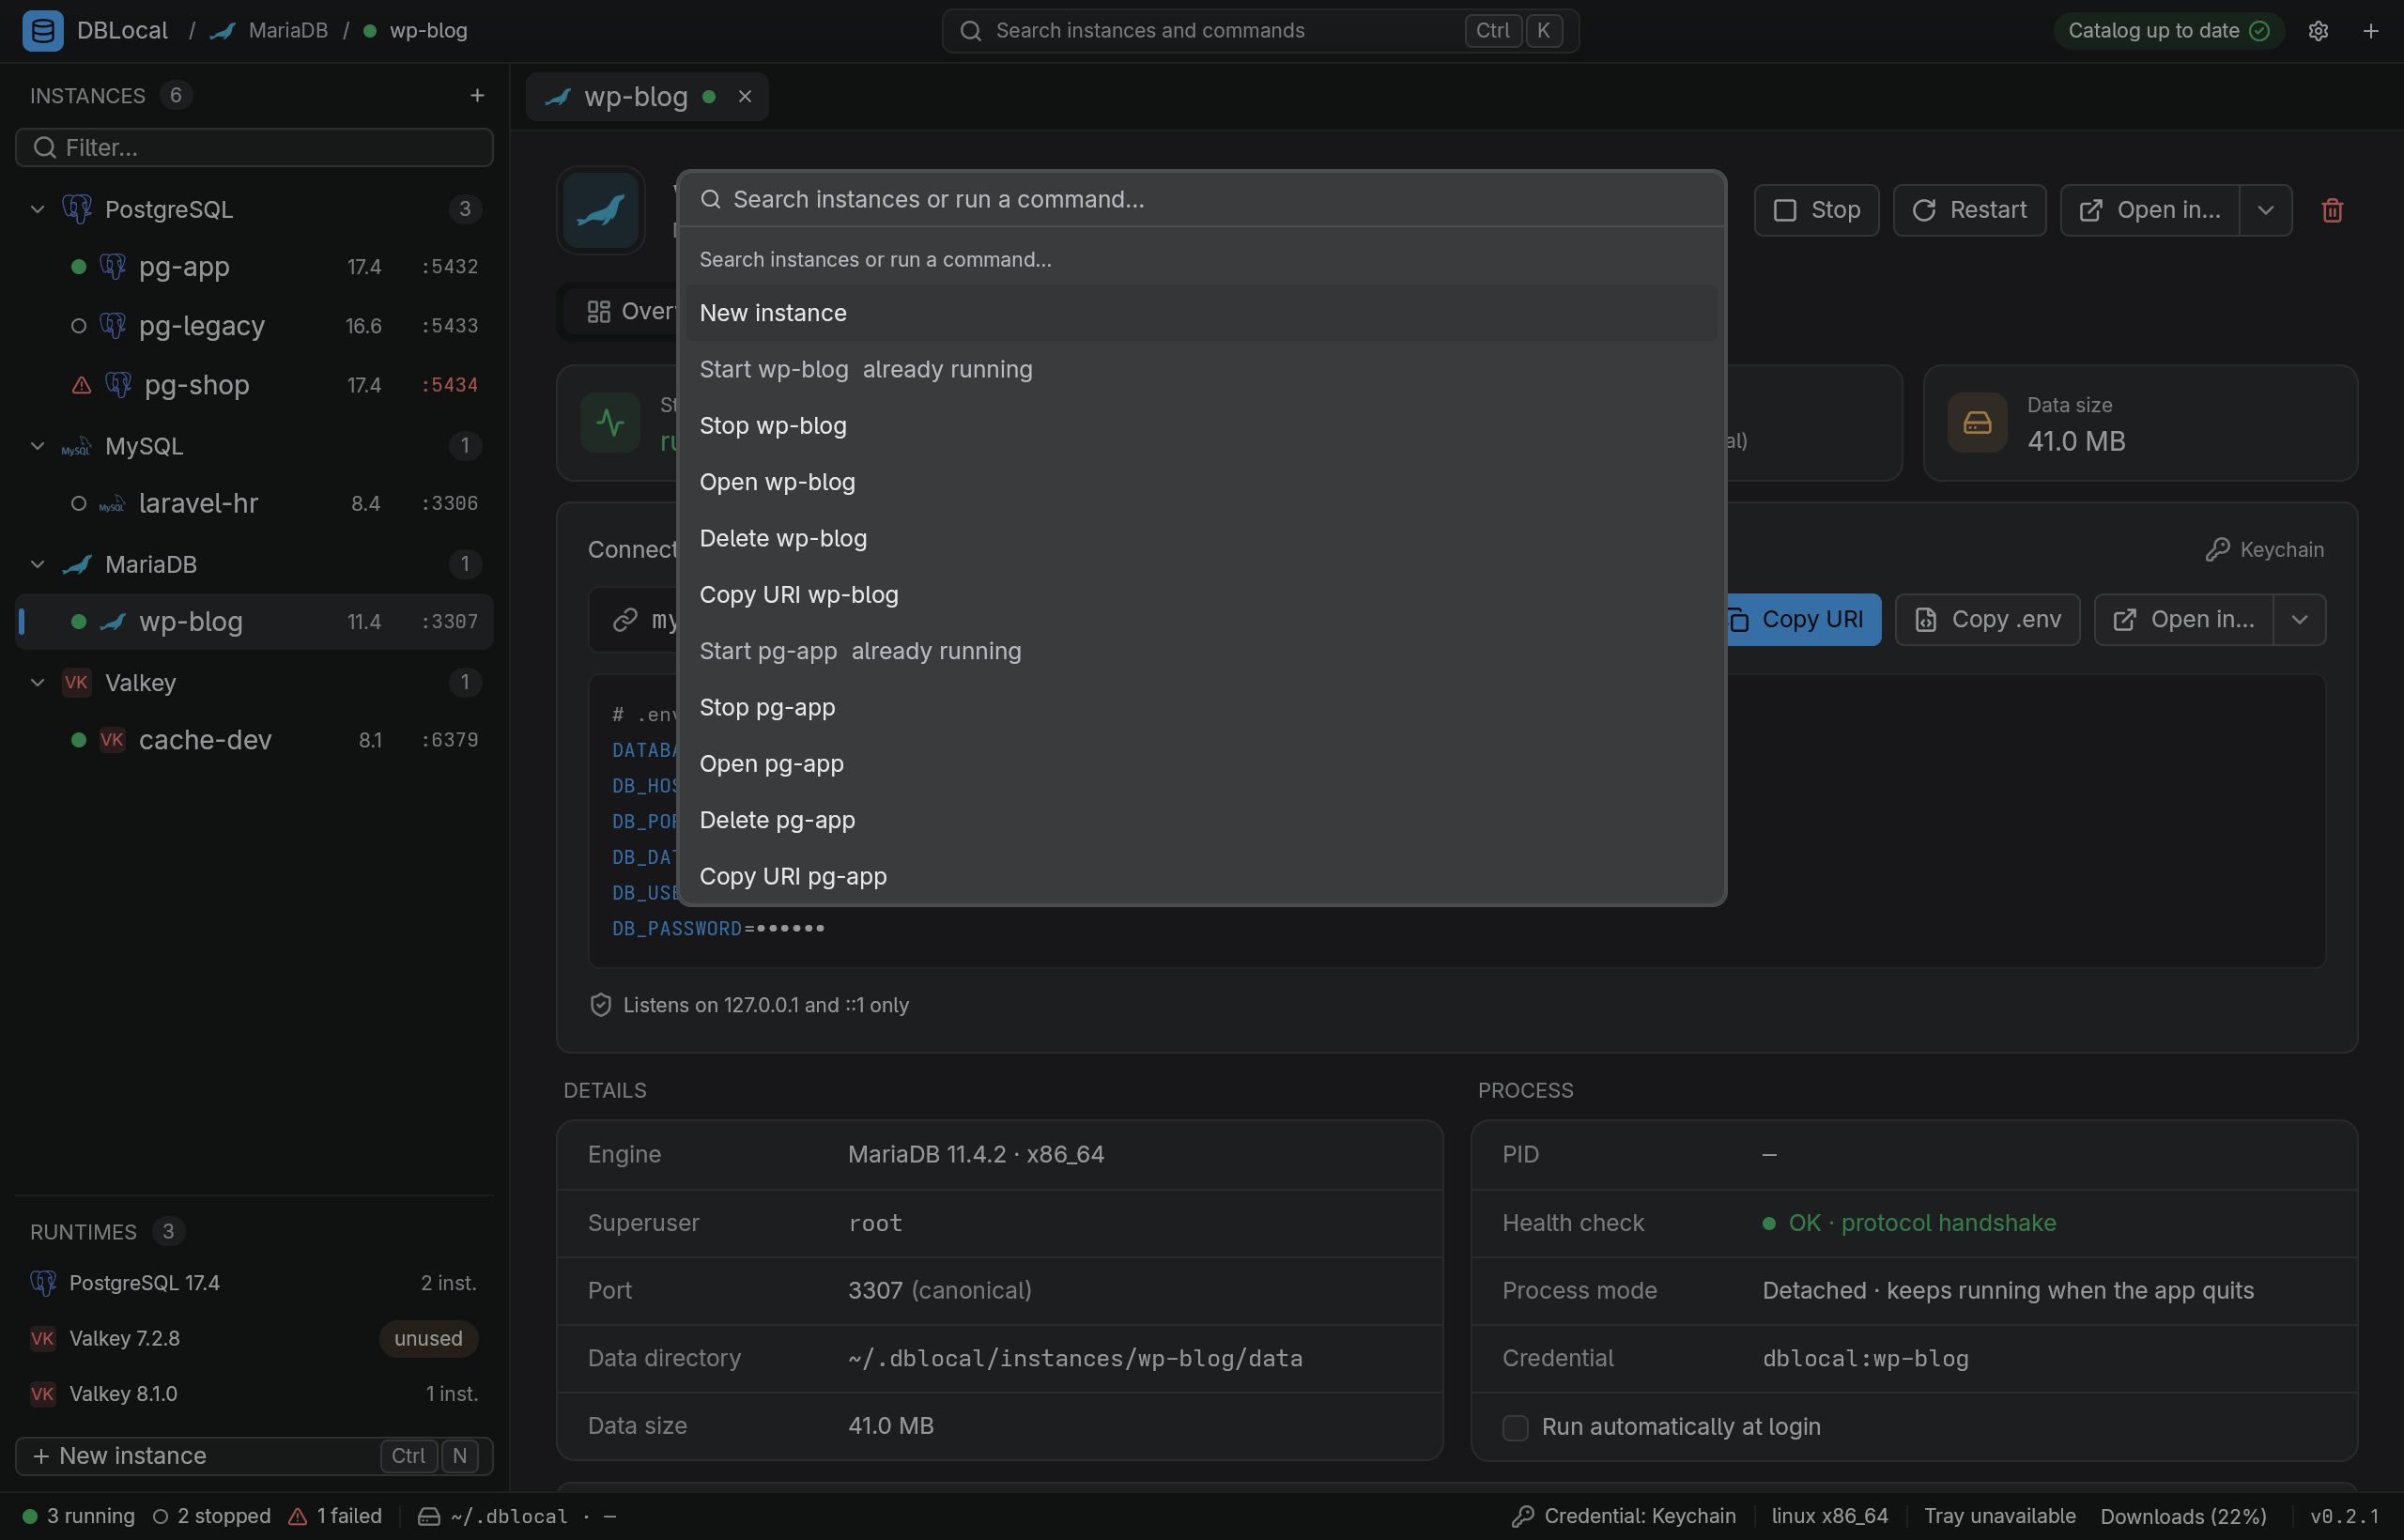 DBLocal / MariaDB / wp-blog
Search instances and commands Ctrl K
Catalog up to date
INSTANCES 6
Filter...
PostgreSQL 3
pg-app 17.4 :5432
pg-legacy 16.6 :5433
pg-shop 17.4 :5434
MySQL 1
laravel-hr 8.4 :3306
MariaDB 1
wp-blog 11.4 :3307
Valkey 1
VK cache-dev 8.1 :6379
RUNTIMES 3
PostgreSQL 17.4 2 inst.
VK Valkey 7.2.8 unused
VK Valkey 8.1.0 1 inst.
+ New instance Ctrl N
wp-blog
Stop Restart Open in...
Search instances or run a command...
Search instances or run a command...
New instance
Start wp-blog already running
Stop wp-blog
Open wp-blog
Delete wp-blog
Copy URI wp-blog
Start pg-app already running
Stop pg-app
Open pg-app
Delete pg-app
Copy URI pg-app
Data size
41.0 MB
Keychain
Copy URI Copy .env Open in...
DB_PASSWORD=••••••
Listens on 127.0.0.1 and ::1 only
DETAILS
Engine MariaDB 11.4.2 · x86_64
Superuser root
Port 3307 (canonical)
Data directory ~/.dblocal/instances/wp-blog/data
Data size 41.0 MB
PROCESS
PID —
Health check OK · protocol handshake
Process mode Detached · keeps running when the app quits
Credential dblocal:wp-blog
Run automatically at login
3 running 2 stopped 1 failed ~/.dblocal · —
Credential: Keychain linux x86_64 Tray unavailable Downloads (22%) v0.2.1